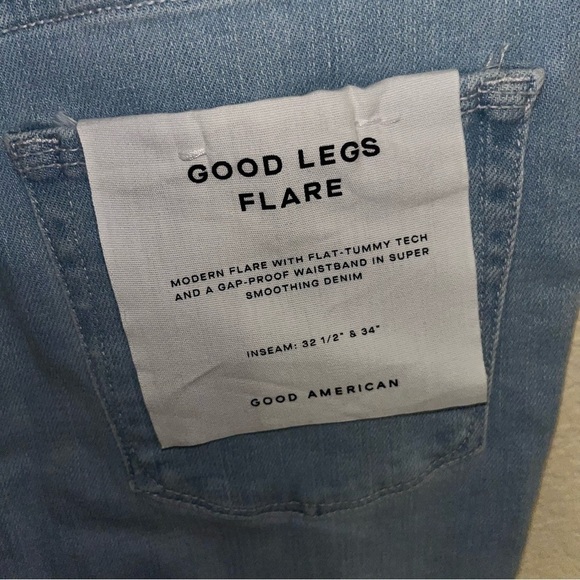 GOOD LEGS
FLARE
MODERN FLARE WITH FLAT-TUMMY TECH
AND A GAP-PROOF WAISTBAND IN SUPER
SMOOTHING DENIM
INSEAM: 32 1/2" & 34"
GOOD AMERICAN